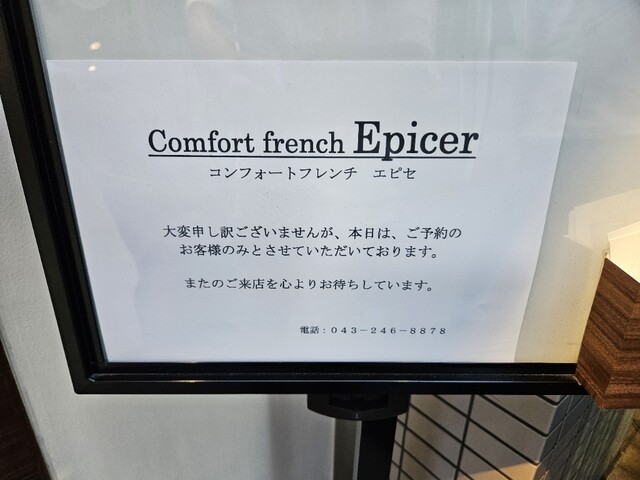 Comfort french Epicer
コンフォートフレンチ　エピセ
大変申し訳ございませんが、本日は、ご予約の
お客様のみとさせていただいております。
またのご来店を心よりお待ちしています。
電話：０４３－２４６－８８７８